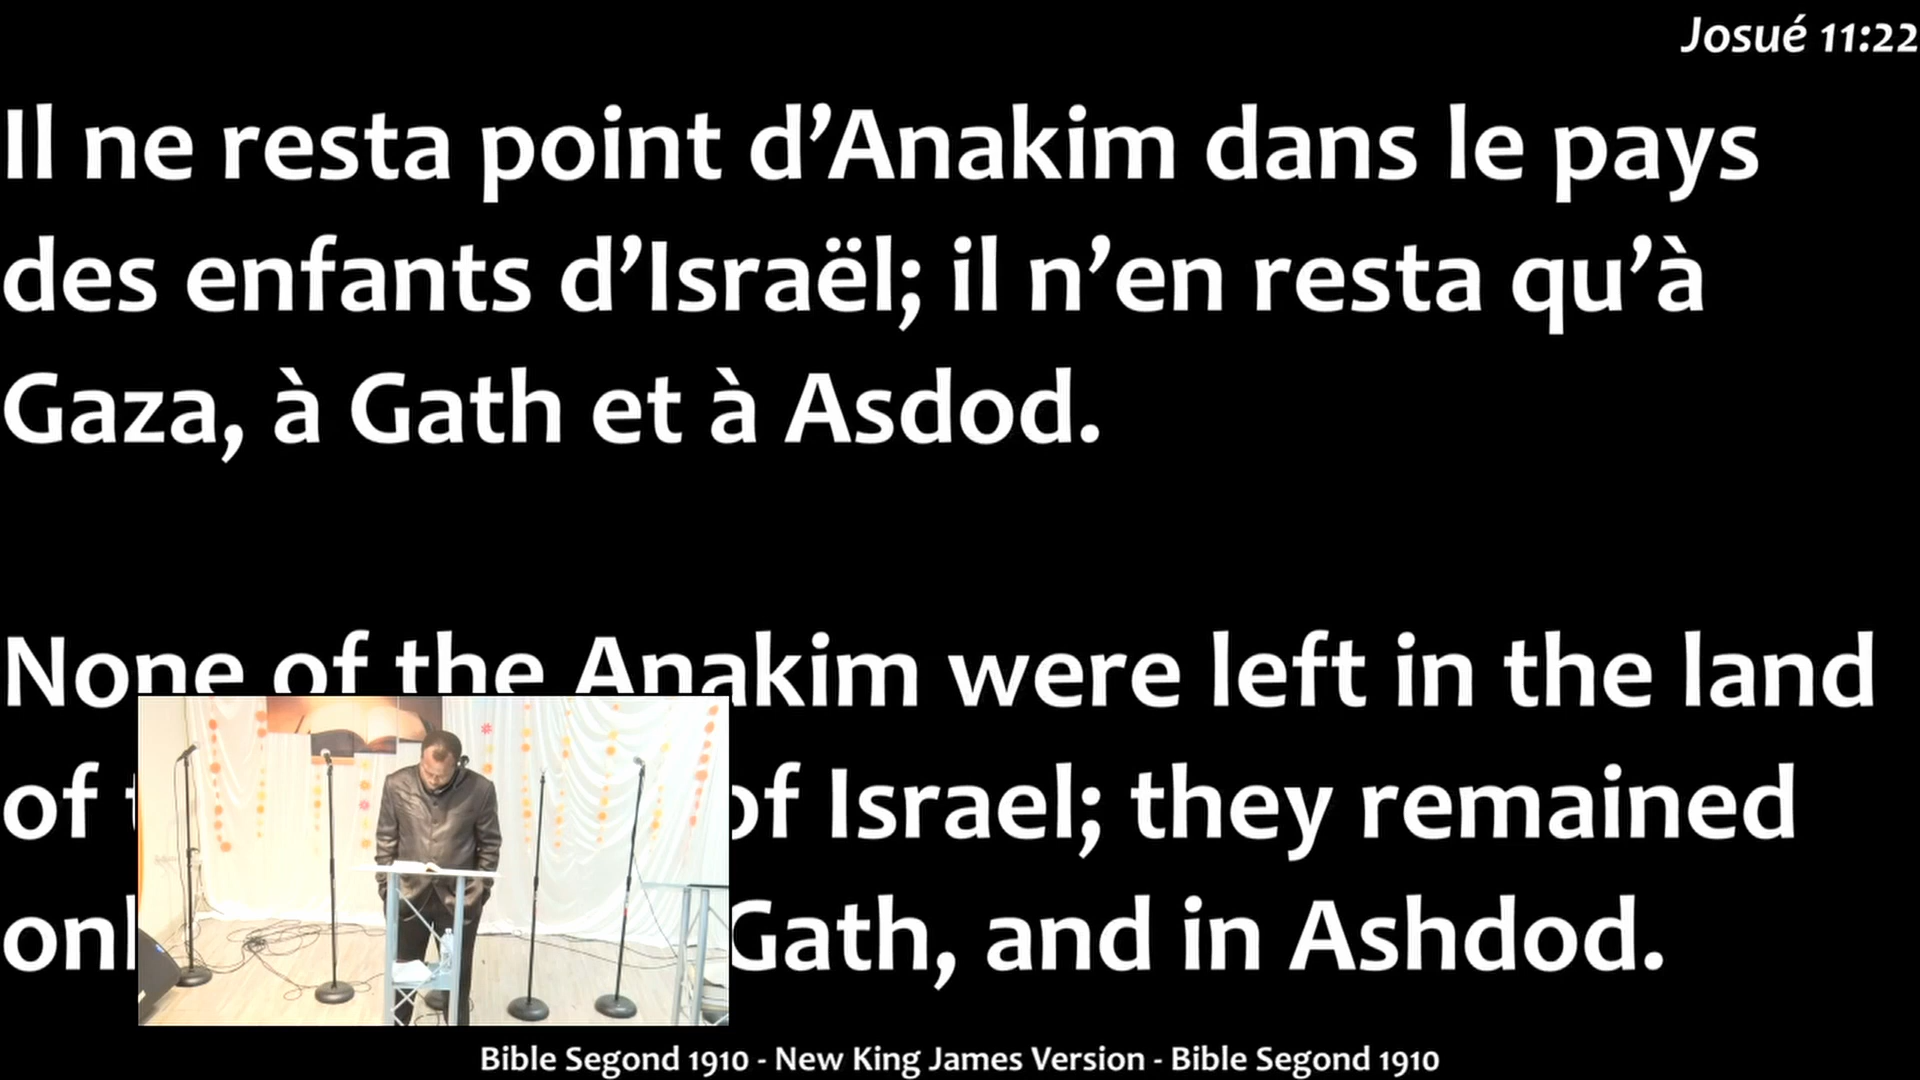 Josué 11:22
Il ne resta point d’Anakim dans le pays
des enfants d’Israël; il n’en resta qu’à
Gaza, à Gath et à Asdod.
None of the Anakim were left in the land
of of Israel; they remained
Gath, and in Ashdod.
Bible Segond 1910 - New King James Version - Bible Segond 1910